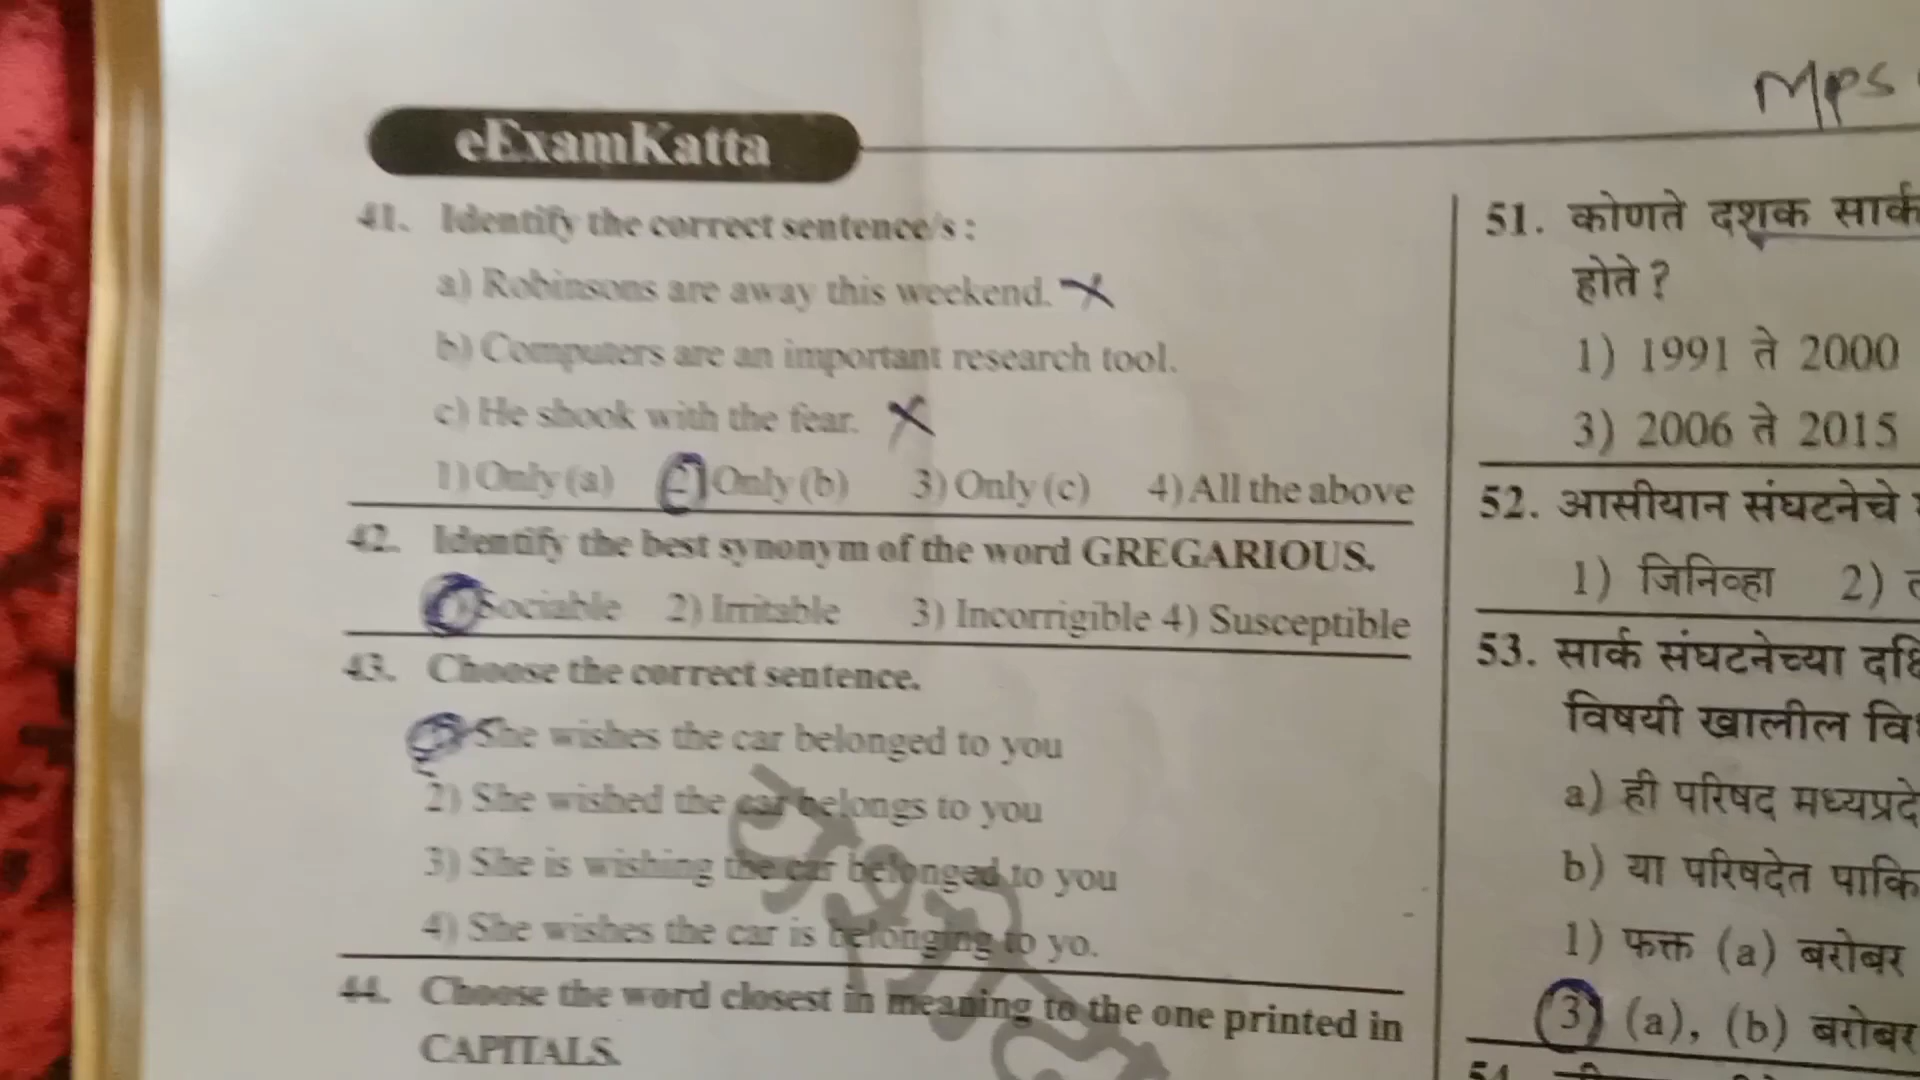 MPS
eExamKatta
41. Identify the correct sentence/s :
a) Robinsons are away this weekend.
b) Computers are an important research tool.
c) He shook with the fear.
1) Only (a) 2) Only (b) 3) Only (c) 4) All the above
42. Identify the best synonym of the word GREGARIOUS.
Sociable 2) Irritable 3) Incorrigible 4) Susceptible
43. Choose the correct sentence.
She wishes the car belonged to you
2) She wished the car belongs to you
3) She is wishing the car belonged to you
4) She wishes the car is belonging to yo.
44. Choose the word closest in meaning to the one printed in
CAPITALS.
51. कोणते दशक सार्क
होते ?
1) 1991 ते 2000
3) 2006 ते 2015
52. आसीयान संघटनेचे
1) जिनिव्हा 2)
53. सार्क संघटनेच्या
विषयी खालील
a) ही परिषद मध्यप्रदे
b) या परिषदेत पाकि
1) फक्त (a) बरोबर
3) (a), (b) बरोबर